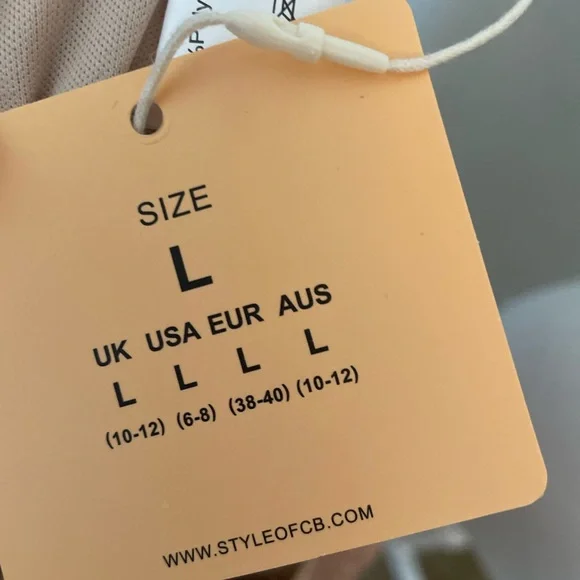 SIZE
L
UK USA EUR AUS
L L L L
(10-12) (6-8) (38-40) (10-12)
WWW.STYLEOFCB.COM